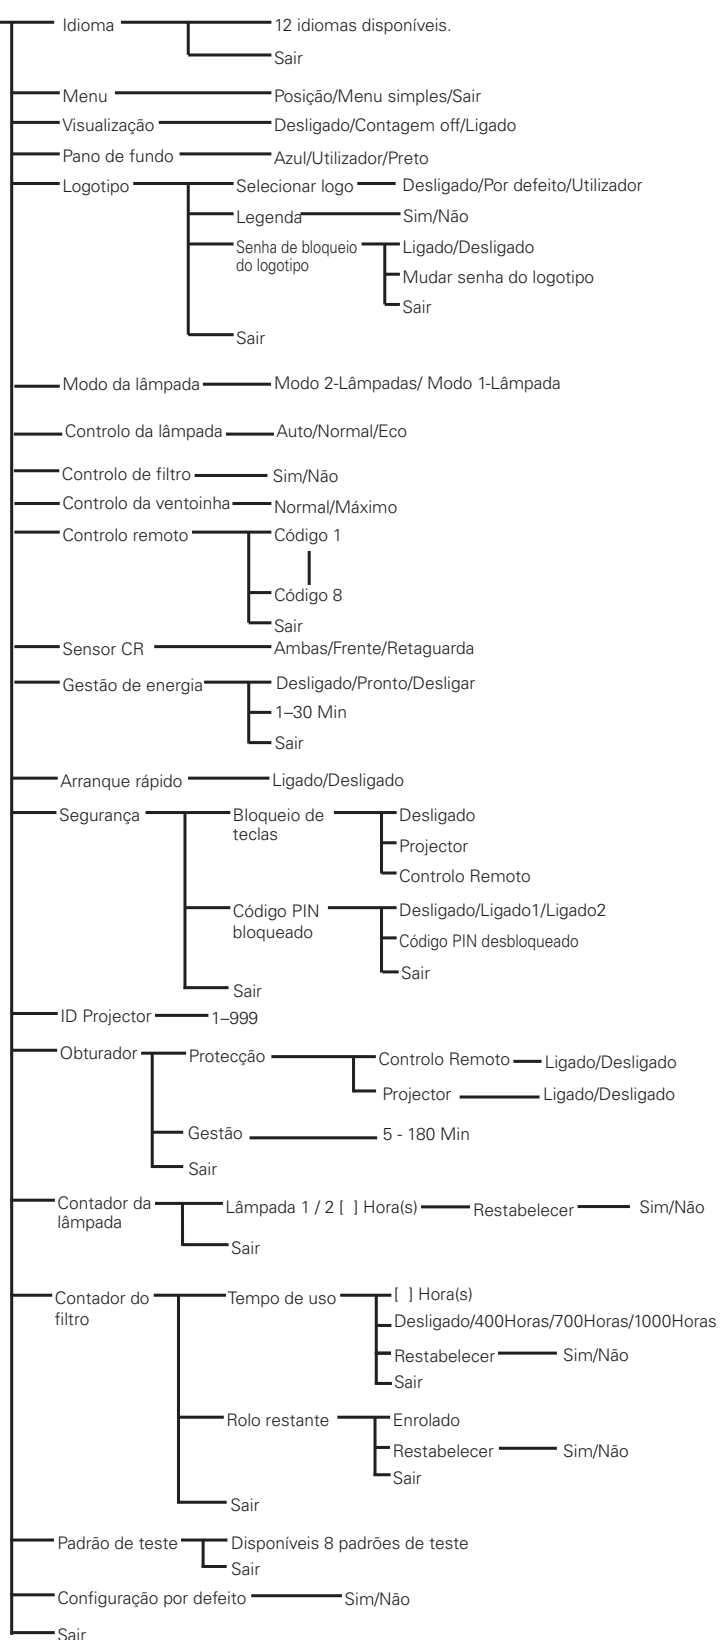 Idioma
12 idiomas disponíveis.
Sair
Menu
Posição/Menu simples/Sair
Visualização
Desligado/Contagem off/Ligado
Pano de fundo
Azul/Utilizador/Preto
Logotipo
Selecionar logo
Desligado/Por defeito/Utilizador
Legenda
Sim/Não
Senha de bloqueio
do logotipo
Ligado/Desligado
Mudar senha do logotipo
Sair
Sair
Modo da lâmpada
Modo 2-Lâmpadas/ Modo 1-Lâmpada
Controlo da lâmpada
Auto/Normal/Eco
Controlo de filtro
Sim/Não
Controlo da ventoinha
Normal/Máximo
Controlo remoto
Código 1
Código 8
Sair
Sensor CR
Ambas/Frente/Retaguarda
Gestão de energia
Desligado/Pronto/Desligar
1–30 Min
Sair
Arranque rápido
Ligado/Desligado
Segurança
Bloqueio de
teclas
Desligado
Projector
Controlo Remoto
Código PIN
bloqueado
Desligado/Ligado1/Ligado2
Código PIN desbloqueado
Sair
Sair
ID Projector
1–999
Obturador
Protecção
Controlo Remoto
Ligado/Desligado
Projector
Ligado/Desligado
Gestão
5 - 180 Min
Sair
Contador da
lâmpada
Lâmpada 1 / 2 [ ] Hora(s)
Restabelecer
Sim/Não
Sair
Contador do
filtro
Tempo de uso
[ ] Hora(s)
Desligado/400Horas/700Horas/1000Horas
Restabelecer
Sim/Não
Sair
Rolo restante
Enrolado
Restabelecer
Sim/Não
Sair
Sair
Padrão de teste
Disponíveis 8 padrões de teste
Sair
Configuração por defeito
Sim/Não
Sair